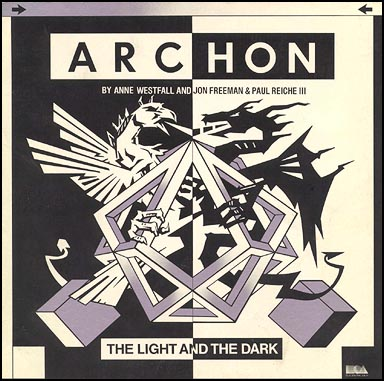 ARCHON
BY ANNE WESTFALL AND JON FREEMAN & PAUL REICHE III
THE LIGHT AND THE DARK